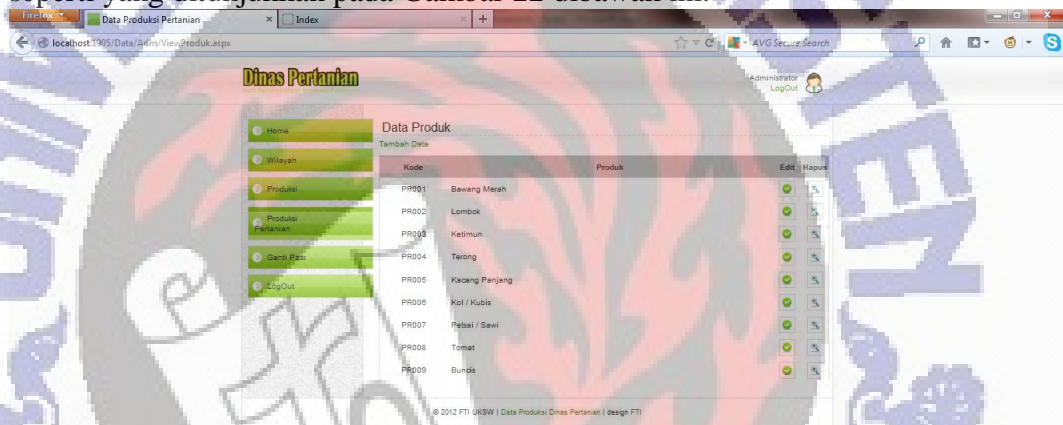 seperti yang ditunjukkan pada Gambar 22 dibawah ini.
Firefox
Data Produksi Pertanian
Index
localhost:1905/Data/Adm/ViewProduk.aspx
AVG Secure Search
Dinas Pertanian
Administrator
LogOut
Home
Wilayah
Produksi
Produksi
Pertanian
Ganti Pass
LogOut
Data Produk
Tambah Data
Kode Produk Edit Hapus
PR001 Bawang Merah
PR002 Lombok
PR003 Ketimun
PR004 Terong
PR005 Kacang Panjang
PR006 Kol / Kubis
PR007 Petsai / Sawi
PR008 Tomat
PR009 Buncis
© 2012 FTI UKSW | Data Produksi Dinas Pertanian | design FTI